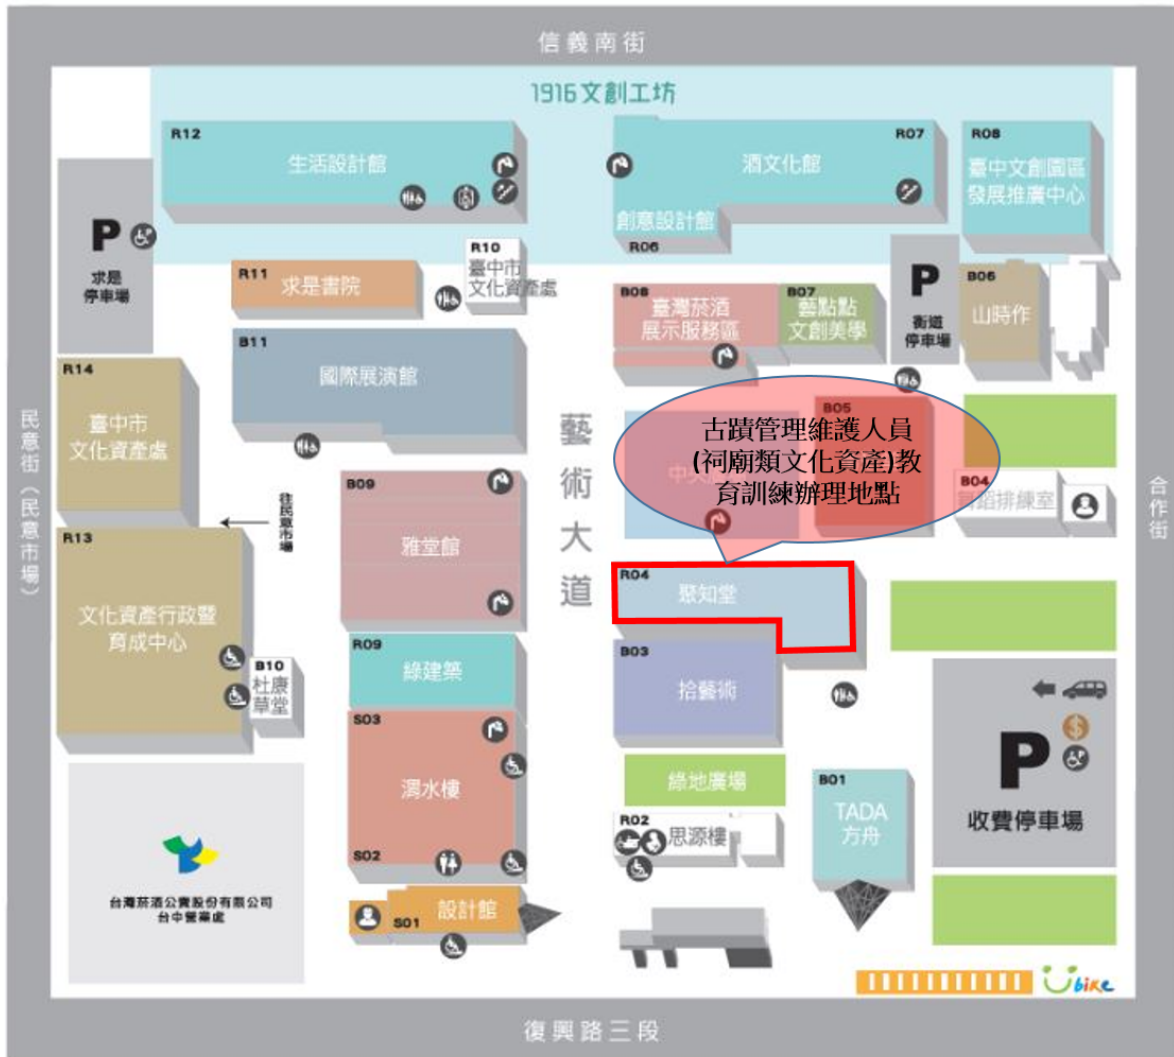 信義南街
1916文創工坊
R12
生活設計館
R07
酒文化館
創意設計館
R06
R08
臺中文創園區
發展推廣中心
P
求是
停車場
R10
臺中市
文化資產處
R11
求是書院
B08
臺灣菸酒
展示服務區
B07
藝點點
文創美學
P
衝道
停車場
B06
山時作
B11
國際展演館
R14
臺中市
文化資產處
民意街(民意市場)
往民意市場
藝術大道
B05
古蹟管理維護人員
(祠廟類文化資產)教
育訓練辦理地點
B04
舞蹈排練室
合作街
B09
雅堂館
R13
文化資產行政暨
育成中心
B10
杜康
草堂
R04
聚知堂
R09
綠建築
B03
拾藝術
S03
渭水樓
S02
綠地廣場
R02
思源樓
B01
TADA
方舟
P
收費停車場
台灣菸酒公賣股份有限公司
台中營業處
S01
設計館
Ubike
復興路三段